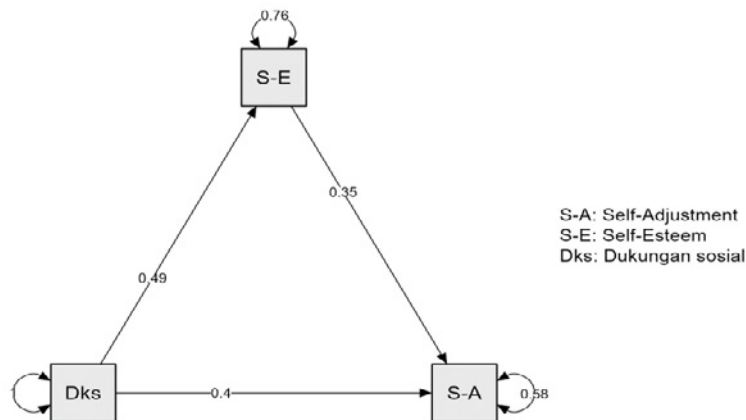 0.76
S-E
0.35
S-A: Self-Adjustment
S-E: Self-Esteem
Dks: Dukungan sosial
0.49
Dks
0.4
S-A
0.58